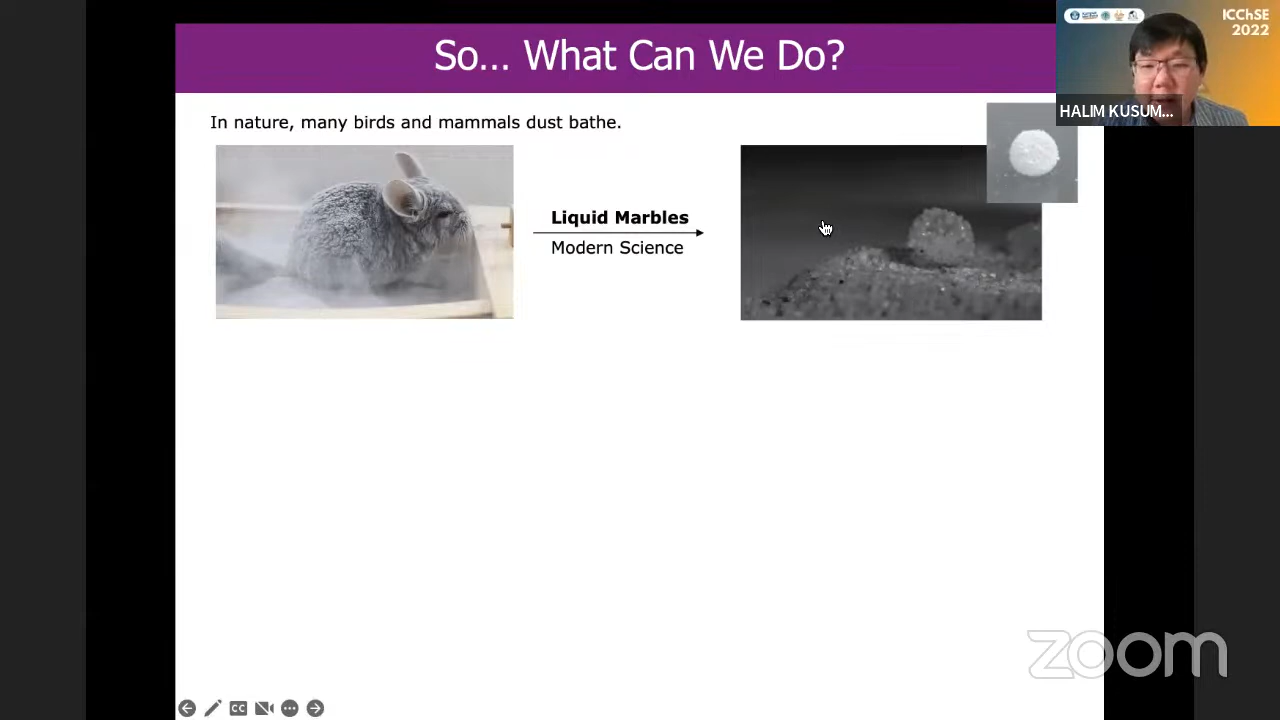 So... What Can We Do?
ICChSE
2022
HALIM KUSUM...
In nature, many birds and mammals dust bathe.
Liquid Marbles
Modern Science
zoom
CC